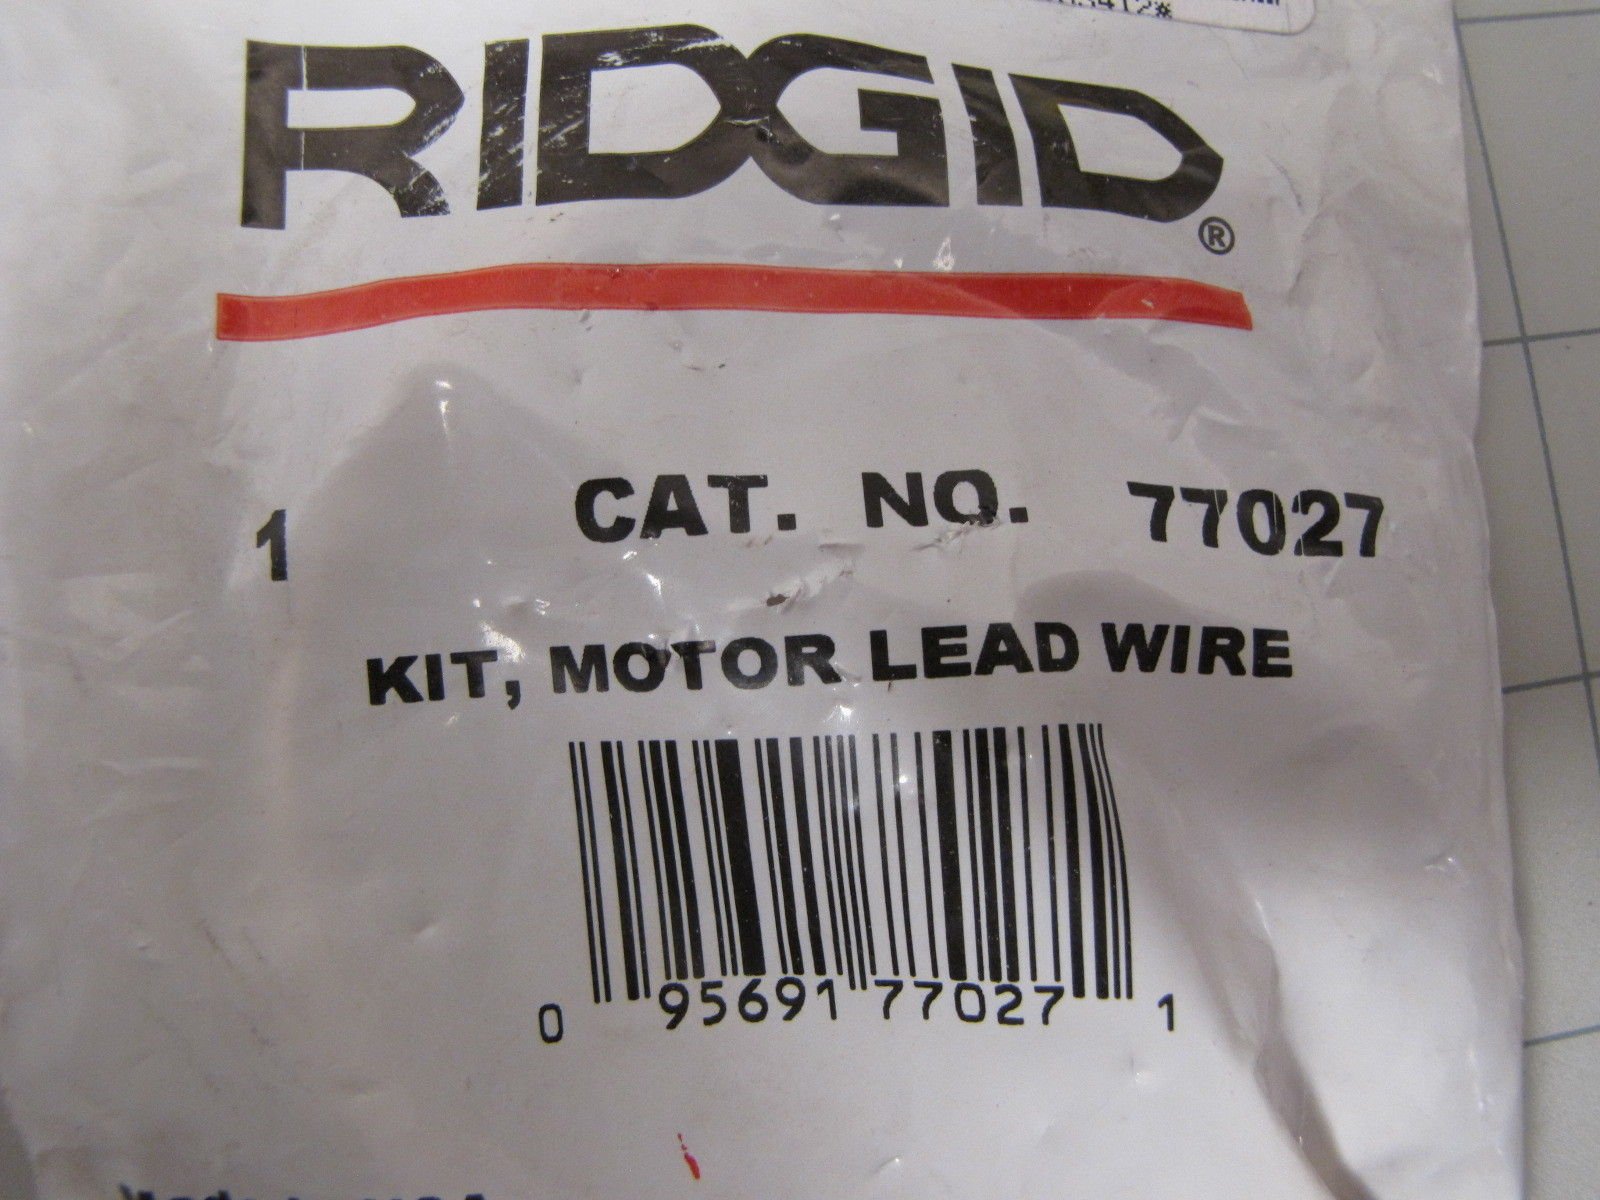 RIDGID®
1 CAT. NO. 77027
KIT, MOTOR LEAD WIRE
0 95691 77027 1